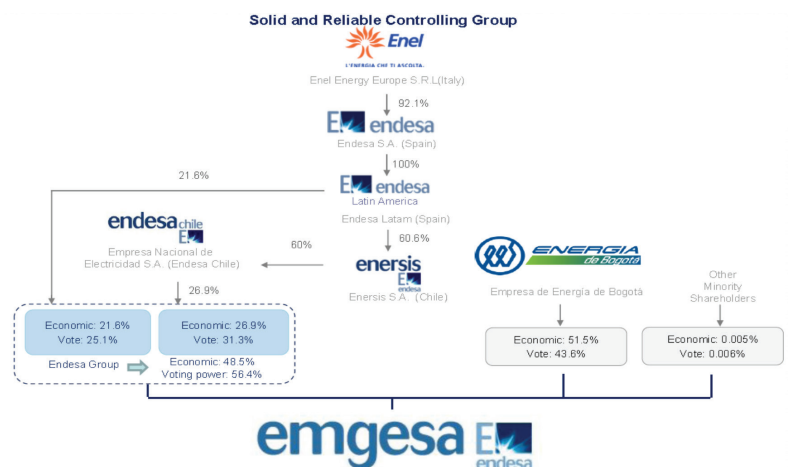 Solid and Reliable Controlling Group
Enel
L'ENERGIA CHE TI ASCOLTA.
Enel Energy Europe S.R.L(Italy)
92.1%
endesa
Endesa S.A. (Spain)
100%
21.6%
endesa
Latin America
Endesa Latam (Spain)
endesa chile
Empresa Nacional de
Electricidad S.A. (Endesa Chile)
60%
60.6%
enersis
endesa
Enersis S.A. (Chile)
ENERGIA
de Bogotá
Empresa de Energía de Bogotá
Other
Minority
Shareholders
26.9%
Economic: 21.6%
Vote: 25.1%
Economic: 26.9%
Vote: 31.3%
Endesa Group
Economic: 48.5%
Voting power: 56.4%
Economic: 51.5%
Vote: 43.6%
Economic: 0.005%
Vote: 0.006%
emgesa
endesa